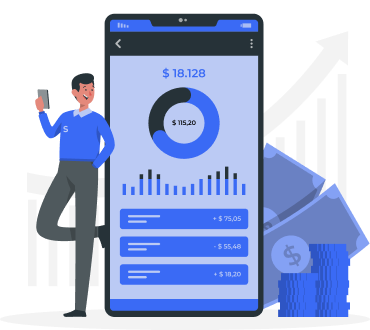 $ 18.128
$ 115,20
S
+ $ 75,05
- $ 55,48
+ $ 18,20
$